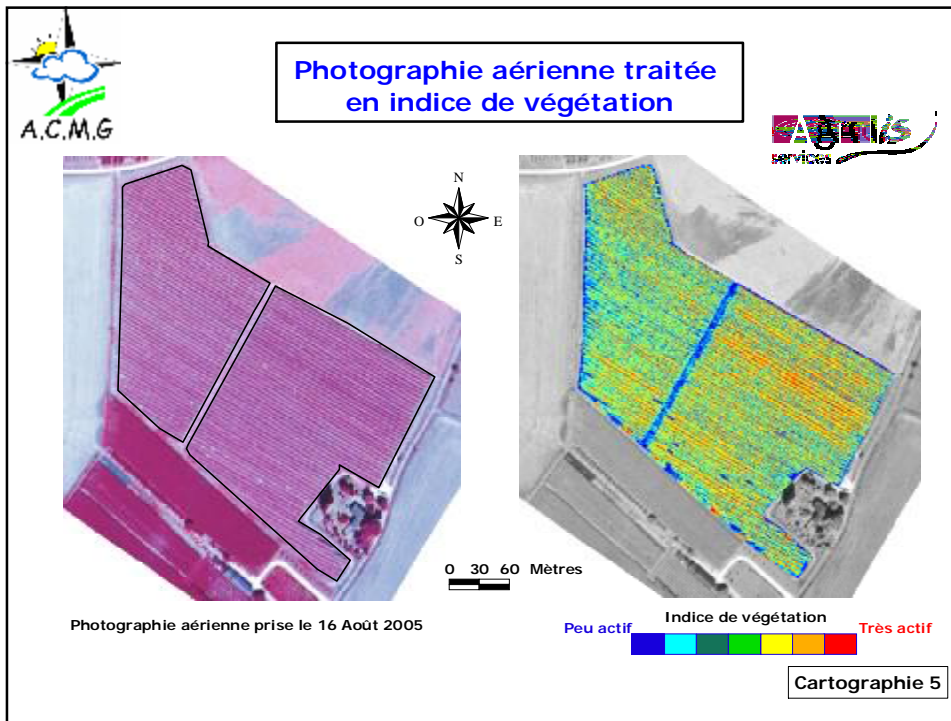 Photographie aérienne traitée
en indice de végétation
A.C.M.G
services
N
O
E
S
0 30 60 Mètres
Photographie aérienne prise le 16 Août 2005
Indice de végétation
Peu actif
Très actif
Cartographie 5